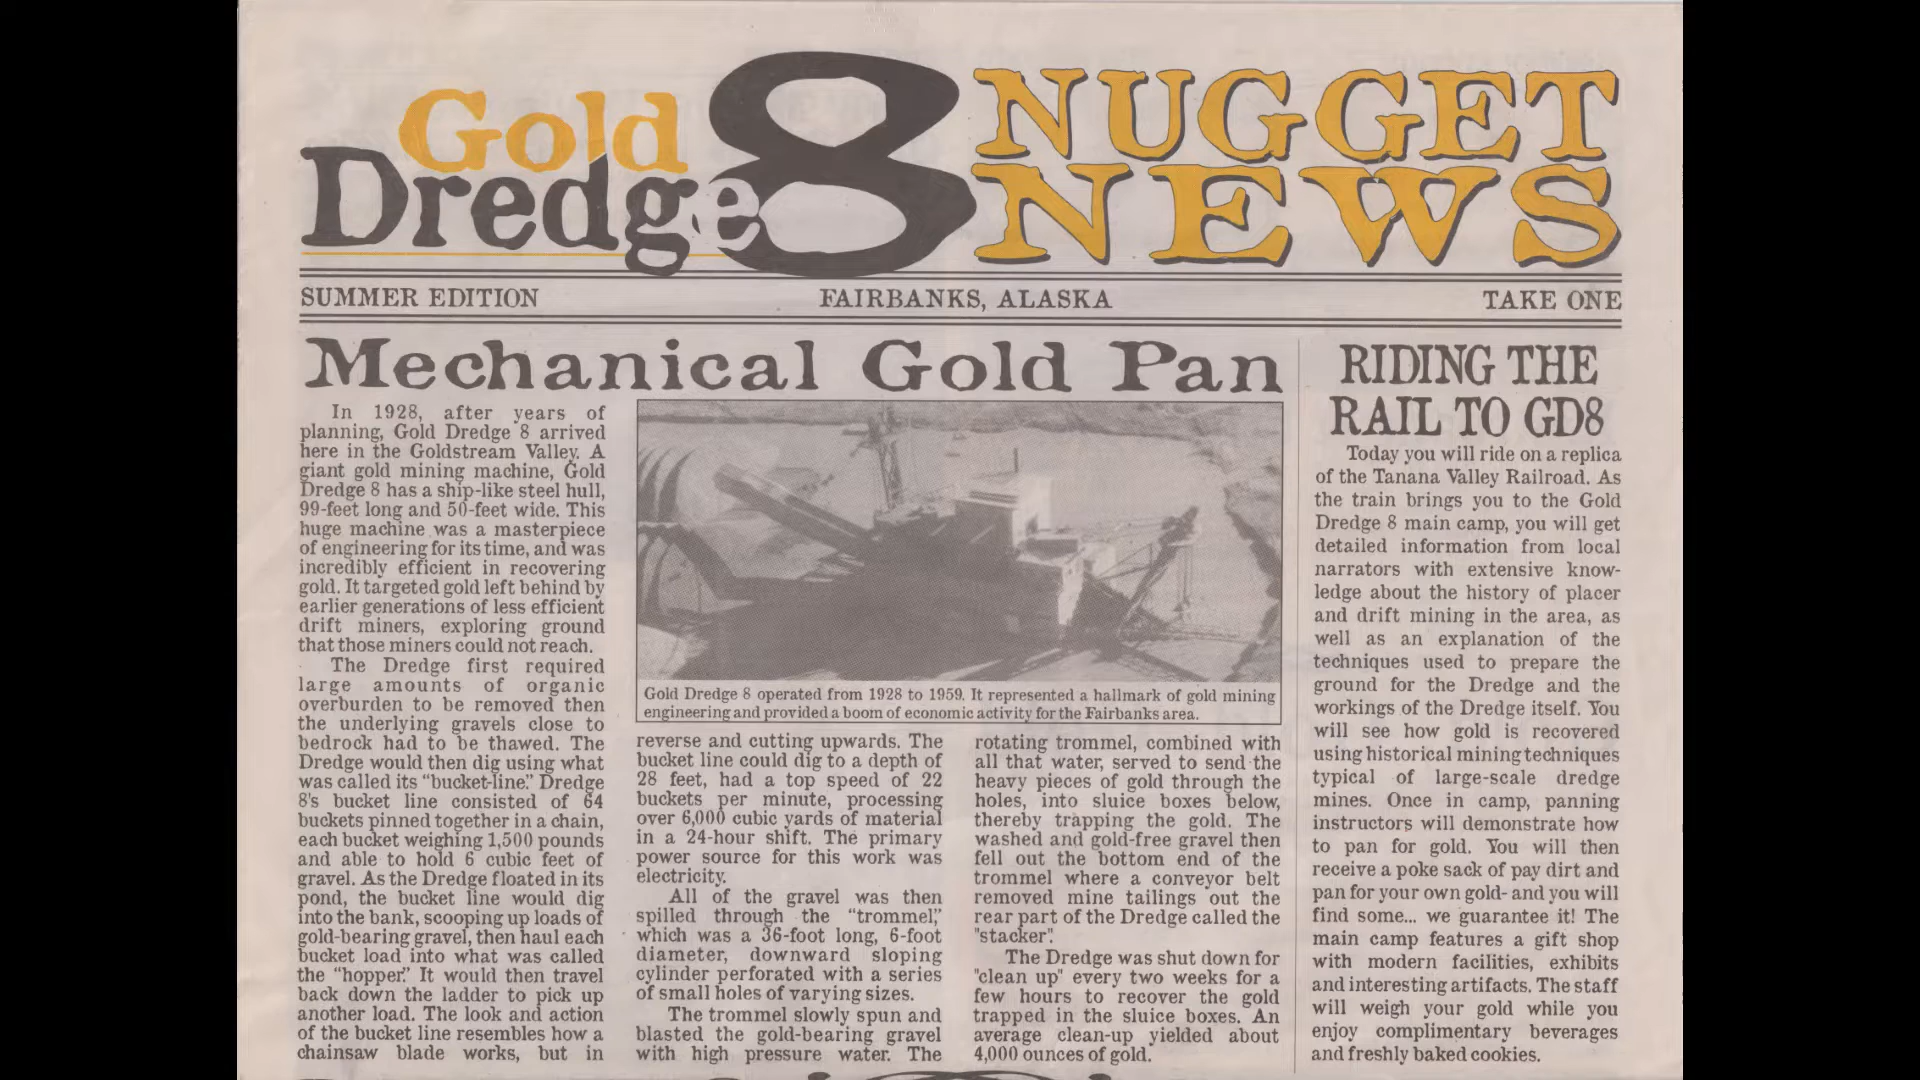 Gold
Dredge 8 NUGGET
NEWS
SUMMER EDITION FAIRBANKS, ALASKA TAKE ONE
Mechanical Gold Pan
In 1928, after years of
planning, Gold Dredge 8 arrived
here in the Goldstream Valley. A
giant gold mining machine, Gold
Dredge 8 has a ship-like steel hull,
99-feet long and 50-feet wide. This
huge machine was a masterpiece
of engineering for its time, and was
incredibly efficient in recovering
gold. It targeted gold left behind by
earlier generations of less efficient
drift miners, exploring ground
that those miners could not reach.
The Dredge first required
large amounts of organic
overburden to be removed then
the underlying gravels close to
bedrock had to be thawed. The
Dredge would then dig using what
was called its "bucket-line." Dredge
8's bucket line consisted of 64
buckets pinned together in a chain,
each bucket weighing 1,500 pounds
and able to hold 6 cubic feet of
gravel. As the Dredge floated in its
pond, the bucket line would dig
into the bank, scooping up loads of
gold-bearing gravel, then haul each
bucket load into what was called
the "hopper." It would then travel
back down the ladder to pick up
another load. The look and action
of the bucket line resembles how a
chainsaw blade works, but in
Gold Dredge 8 operated from 1928 to 1959. It represented a hallmark of gold mining
engineering and provided a boom of economic activity for the Fairbanks area.
reverse and cutting upwards. The
bucket line could dig to a depth of
28 feet, had a top speed of 22
buckets per minute, processing
over 6,000 cubic yards of material
in a 24-hour shift. The primary
power source for this work was
electricity.
All of the gravel was then
spilled through the "trommel,"
which was a 36-foot long, 6-foot
diameter, downward sloping
cylinder perforated with a series
of small holes of varying sizes.
The trommel slowly spun and
blasted the gold-bearing gravel
with high pressure water. The
rotating trommel, combined with
all that water, served to send the
heavy pieces of gold through the
holes, into sluice boxes below,
thereby trapping the gold. The
washed and gold-free gravel then
fell out the bottom end of the
trommel where a conveyor belt
removed mine tailings out the
rear part of the Dredge called the
"stacker".
The Dredge was shut down for
"clean up" every two weeks for a
few hours to recover the gold
trapped in the sluice boxes. An
average clean-up yielded about
4,000 ounces of gold.
RIDING THE
RAIL TO GD8
Today you will ride on a replica
of the Tanana Valley Railroad. As
the train brings you to the Gold
Dredge 8 main camp, you will get
detailed information from local
narrators with extensive know-
ledge about the history of placer
and drift mining in the area, as
well as an explanation of the
techniques used to prepare the
ground for the Dredge and the
workings of the Dredge itself. You
will see how gold is recovered
using historical mining techniques
typical of large-scale dredge
mines. Once in camp, panning
instructors will demonstrate how
to pan for gold. You will then
receive a poke sack of pay dirt and
pan for your own gold- and you will
find some... we guarantee it! The
main camp features a gift shop
with modern facilities, exhibits
and interesting artifacts. The staff
will weigh your gold while you
enjoy complimentary beverages
and freshly baked cookies.